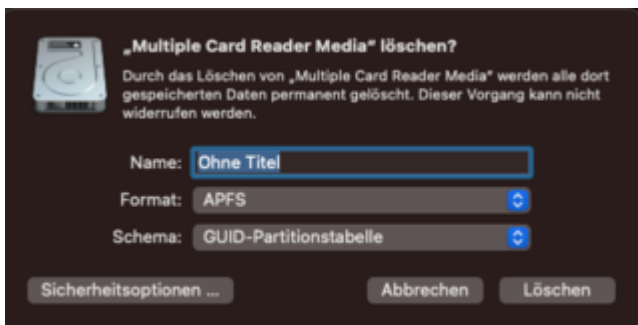 „Multiple Card Reader Media“ löschen?
Durch das Löschen von „Multiple Card Reader Media“ werden alle dort
gespeicherten Daten permanent gelöscht. Dieser Vorgang kann nicht
widerrufen werden.
Name: Ohne Titel
Format: APFS
Schema: GUID-Partitionstabelle
Sicherheitsoptionen ... Abbrechen Löschen